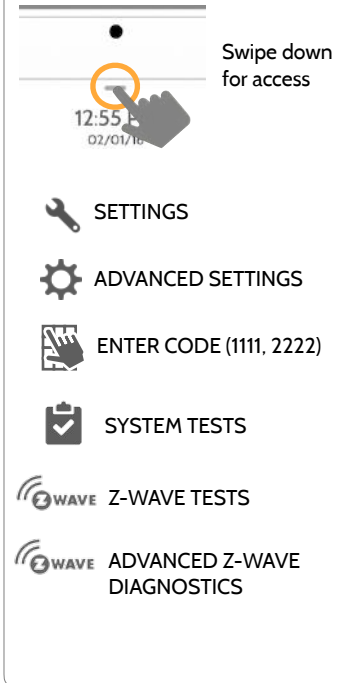 Swipe down
for access
12:55
02/01/1
SETTINGS
ADVANCED SETTINGS
ENTER CODE (1111, 2222)
SYSTEM TESTS
Z WAVE Z-WAVE TESTS
Z WAVE ADVANCED Z-WAVE
DIAGNOSTICS